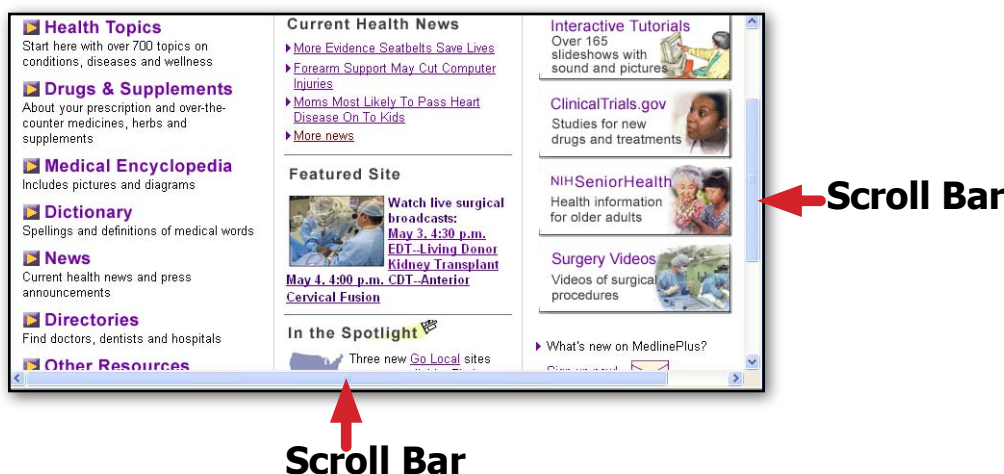 Health Topics
Start here with over 700 topics on
conditions, diseases and wellness
Drugs & Supplements
About your prescription and over-the-
counter medicines, herbs and
supplements
Medical Encyclopedia
Includes pictures and diagrams
Dictionary
Spellings and definitions of medical words
News
Current health news and press
announcements
Directories
Find doctors, dentists and hospitals
Other Resources
Current Health News
More Evidence Seatbelts Save Lives
Forearm Support May Cut Computer
Injuries
Moms Most Likely To Pass Heart
Disease On To Kids
More news
Featured Site
Watch live surgical
broadcasts:
May 3, 4:30 p.m.
EDT--Living Donor
Kidney Transplant
May 4, 4:00 p.m. CDT--Anterior
Cervical Fusion
In the Spotlight
Three new Go Local sites
Interactive Tutorials
Over 165
slideshows with
sound and pictures
ClinicalTrials.gov
Studies for new
drugs and treatments
NIHSeniorHealth
Health information
for older adults
Surgery Videos
Videos of surgical
procedures
What's new on MedlinePlus?
Sign up now!
Scroll Bar
Scroll Bar